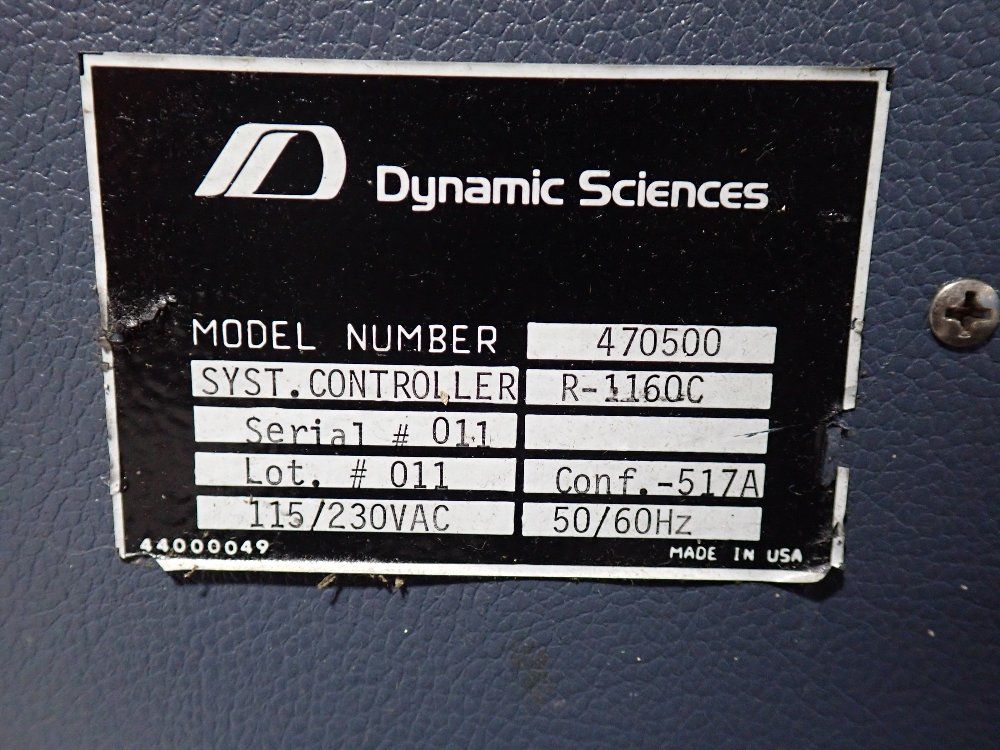 Dynamic Sciences
MODEL NUMBER 470500
SYST.CONTROLLER R-1160C
Serial # 011
Lot. # 011 Conf.-517A
115/230VAC 50/60Hz
44000049 MADE IN USA